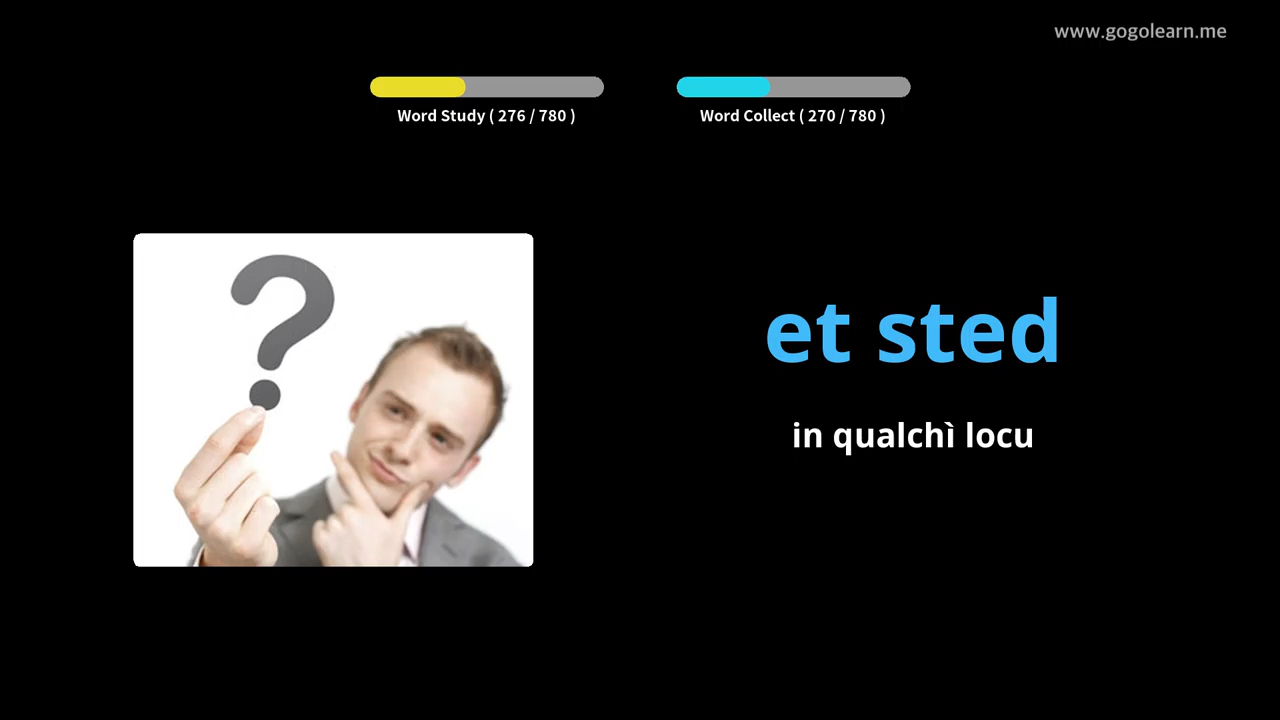 www.gogolearn.me
Word Study ( 276 / 780 )
Word Collect ( 270 / 780 )
et sted
in qualchì locu